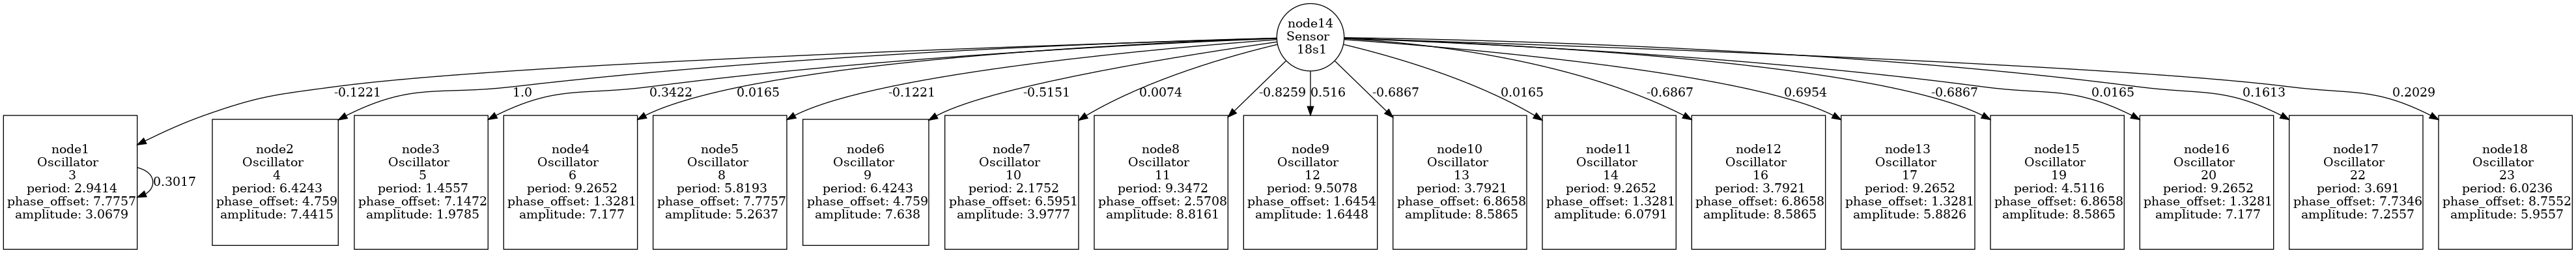 node14
Sensor
18s1
-0.1221
1.0
0.3422
0.0165
-0.1221
-0.5151
0.0074
-0.8259
0.516
-0.6867
0.0165
-0.6867
0.6954
-0.6867
0.0165
0.1613
0.2029
node1
Oscillator
3
period: 2.9414
phase_offset: 7.7757
amplitude: 3.0679
0.3017
node2
Oscillator
4
period: 6.4243
phase_offset: 4.759
amplitude: 7.4415
node3
Oscillator
5
period: 1.4557
phase_offset: 7.1472
amplitude: 1.9785
node4
Oscillator
6
period: 9.2652
phase_offset: 1.3281
amplitude: 7.177
node5
Oscillator
8
period: 5.8193
phase_offset: 7.7757
amplitude: 5.2637
node6
Oscillator
9
period: 6.4243
phase_offset: 4.759
amplitude: 7.638
node7
Oscillator
10
period: 2.1752
phase_offset: 6.5951
amplitude: 3.9777
node8
Oscillator
11
period: 9.3472
phase_offset: 2.5708
amplitude: 8.8161
node9
Oscillator
12
period: 9.5078
phase_offset: 1.6454
amplitude: 1.6448
node10
Oscillator
13
period: 3.7921
phase_offset: 6.8658
amplitude: 8.5865
node11
Oscillator
14
period: 9.2652
phase_offset: 1.3281
amplitude: 6.0791
node12
Oscillator
16
period: 3.7921
phase_offset: 6.8658
amplitude: 8.5865
node13
Oscillator
17
period: 9.2652
phase_offset: 1.3281
amplitude: 5.8826
node15
Oscillator
19
period: 4.5116
phase_offset: 6.8658
amplitude: 8.5865
node16
Oscillator
20
period: 9.2652
phase_offset: 1.3281
amplitude: 7.177
node17
Oscillator
22
period: 3.691
phase_offset: 7.7346
amplitude: 7.2557
node18
Oscillator
23
period: 6.0236
phase_offset: 8.7552
amplitude: 5.9557